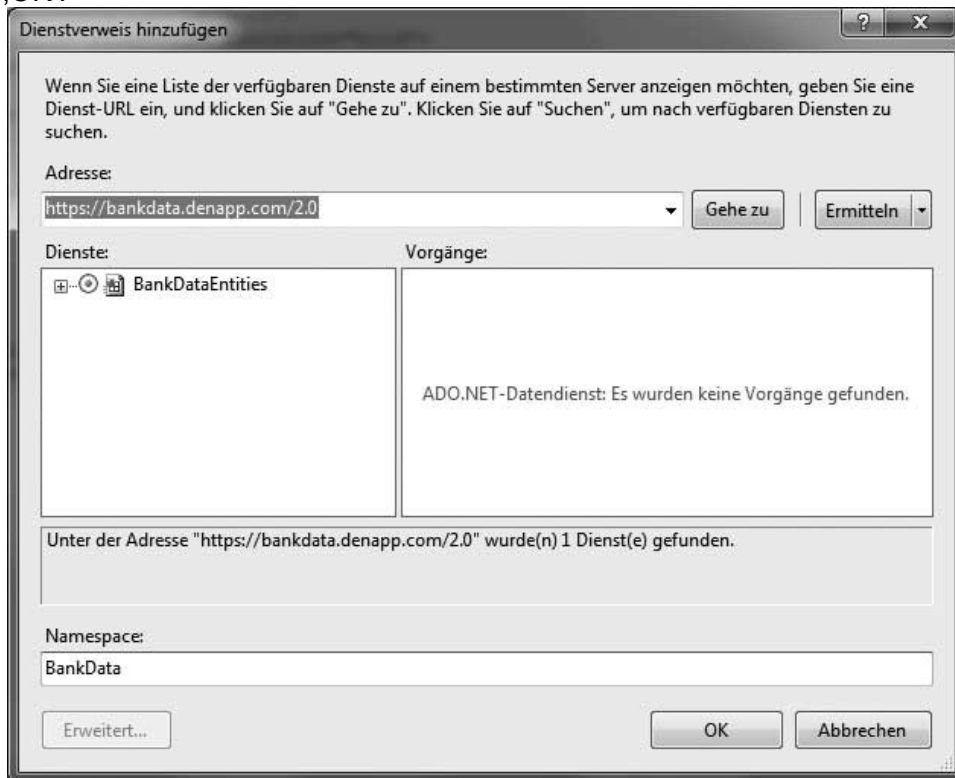 Dienstverweis hinzufügen
Wenn Sie eine Liste der verfügbaren Dienste auf einem bestimmten Server anzeigen möchten, geben Sie eine
Dienst-URL ein, und klicken Sie auf "Gehe zu". Klicken Sie auf "Suchen", um nach verfügbaren Diensten zu
suchen.
Adresse:
https://bankdata.denapp.com/2.0 Gehe zu Ermitteln
Dienste: Vorgänge:
BankDataEntities
ADO.NET-Datendienst: Es wurden keine Vorgänge gefunden.
Unter der Adresse "https://bankdata.denapp.com/2.0" wurde(n) 1 Dienst(e) gefunden.
Namespace:
BankData
Erweitert... OK Abbrechen